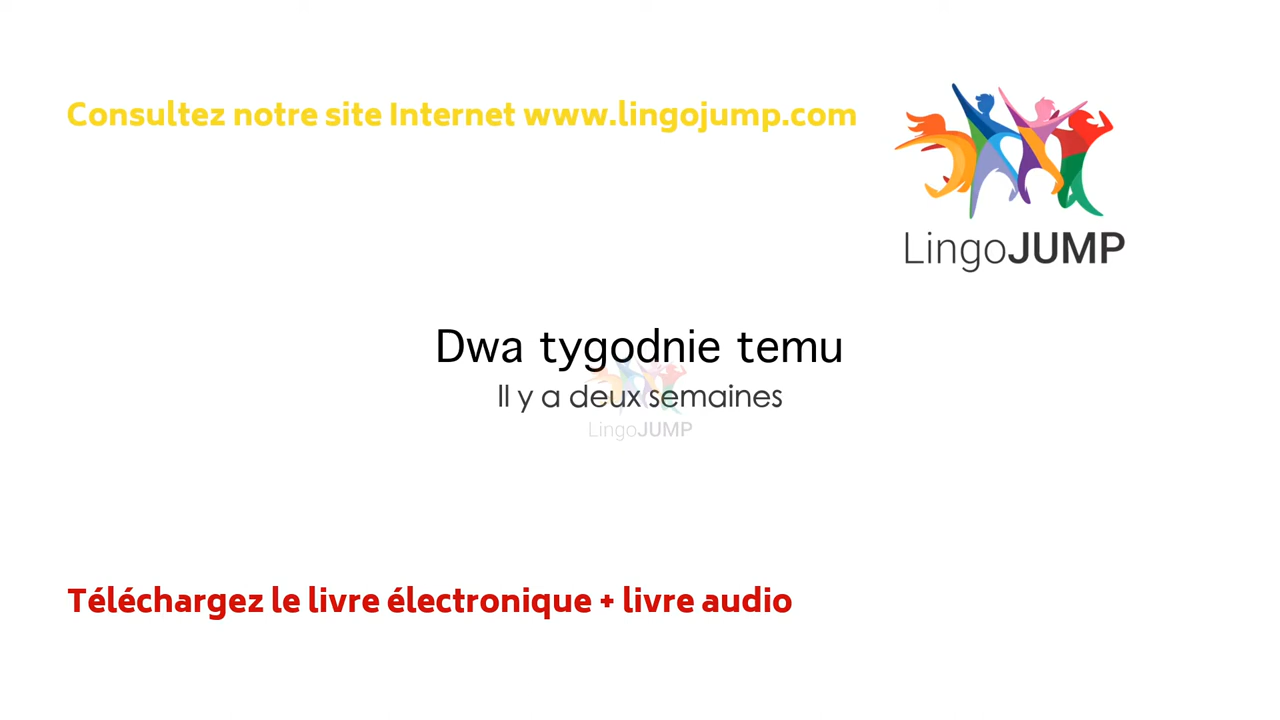 Consultez notre site Internet www.lingojump.com
LingoJUMP
Dwa tygodnie temu
Il y a deux semaines
LingoJUMP
Téléchargez le livre électronique + livre audio